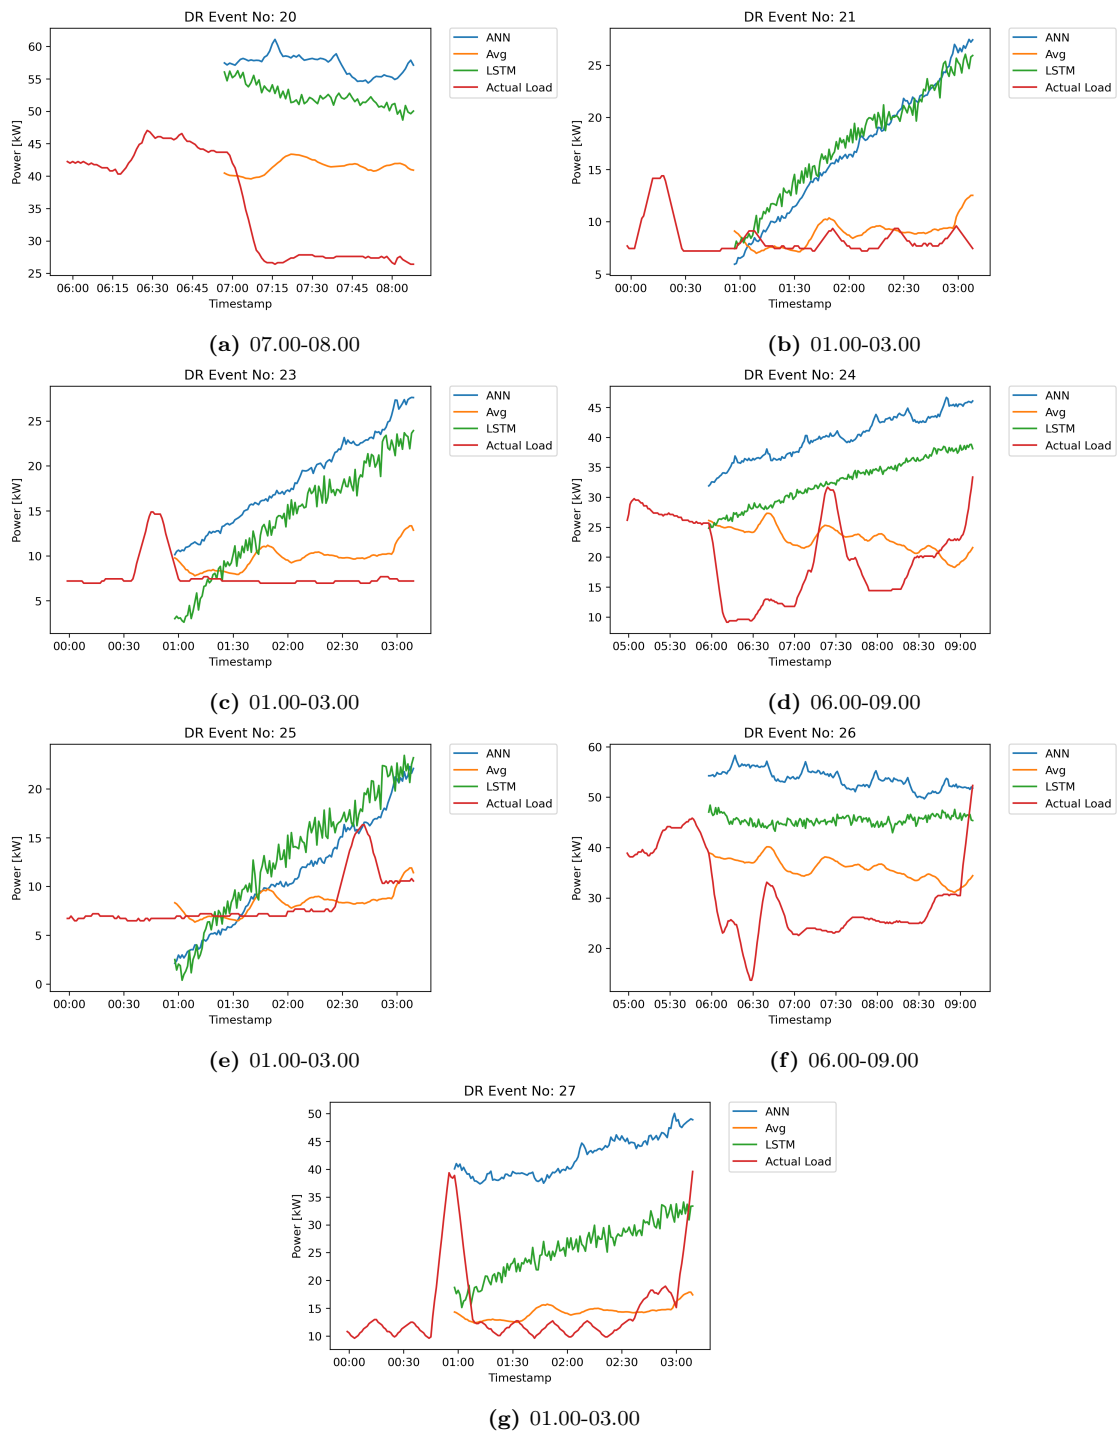 DR Event No: 20
ANN
Avg
LSTM
Actual Load
Power [kW]
60
55
50
45
40
35
30
25
06:00 06:15 06:30 06:45 07:00 07:15 07:30 07:45 08:00
Timestamp
(a) 07.00-08.00
DR Event No: 21
ANN
Avg
LSTM
Actual Load
Power [kW]
25
20
15
10
5
00:00 00:30 01:00 01:30 02:00 02:30 03:00
Timestamp
(b) 01.00-03.00
DR Event No: 23
ANN
Avg
LSTM
Actual Load
Power [kW]
25
20
15
10
5
00:00 00:30 01:00 01:30 02:00 02:30 03:00
Timestamp
(c) 01.00-03.00
DR Event No: 24
ANN
Avg
LSTM
Actual Load
Power [kW]
45
40
35
30
25
20
15
10
05:00 05:30 06:00 06:30 07:00 07:30 08:00 08:30 09:00
Timestamp
(d) 06.00-09.00
DR Event No: 25
ANN
Avg
LSTM
Actual Load
Power [kW]
20
15
10
5
0
00:00 00:30 01:00 01:30 02:00 02:30 03:00
Timestamp
(e) 01.00-03.00
DR Event No: 26
ANN
Avg
LSTM
Actual Load
Power [kW]
60
50
40
30
20
05:00 05:30 06:00 06:30 07:00 07:30 08:00 08:30 09:00
Timestamp
(f) 06.00-09.00
DR Event No: 27
ANN
Avg
LSTM
Actual Load
Power [kW]
50
45
40
35
30
25
20
15
10
00:00 00:30 01:00 01:30 02:00 02:30 03:00
Timestamp
(g) 01.00-03.00